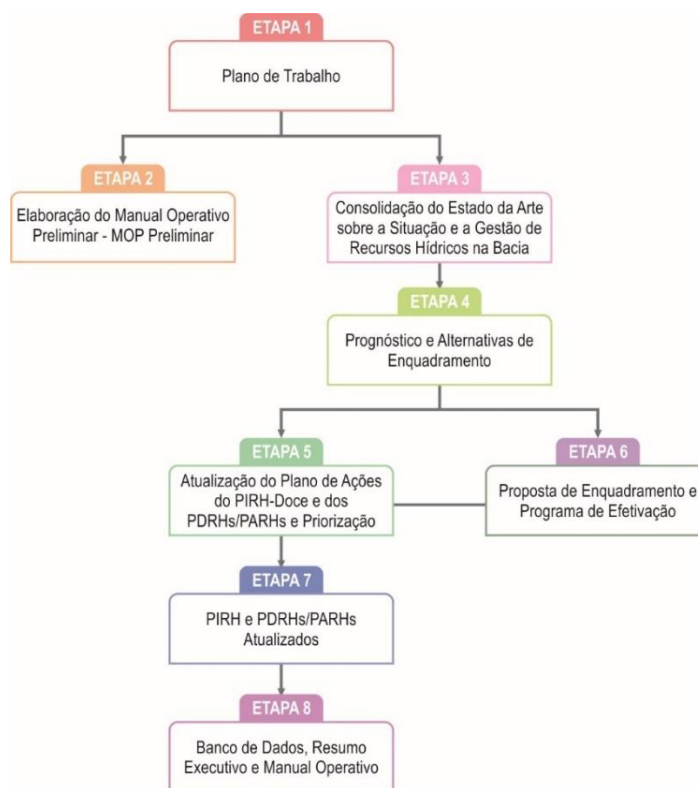 ETAPA 1
Plano de Trabalho
ETAPA 2
Elaboração do Manual Operativo
Preliminar - MOP Preliminar
ETAPA 3
Consolidação do Estado da Arte
sobre a Situação e a Gestão de
Recursos Hídricos na Bacia
ETAPA 4
Prognóstico e Alternativas de
Enquadramento
ETAPA 5
Atualização do Plano de Ações
do PIRH-Doce e dos
PDRHs/PARHs e Priorização
ETAPA 6
Proposta de Enquadramento e
Programa de Efetivação
ETAPA 7
PIRH e PDRHs/PARHs
Atualizados
ETAPA 8
Banco de Dados, Resumo
Executivo e Manual Operativo